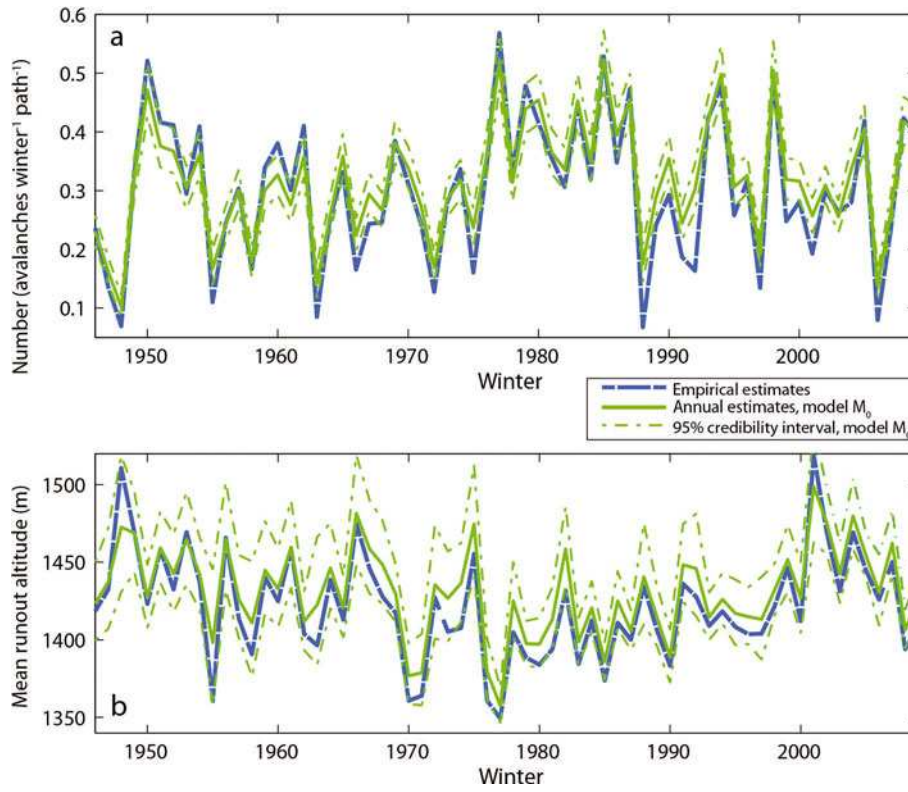 a
Number (avalanches winter⁻¹ path⁻¹)
0.6
0.5
0.4
0.3
0.2
0.1
1950 1960 1970 1980 1990 2000
Winter
Empirical estimates
Annual estimates, model M₀
95% credibility interval, model M
b
Mean runout altitude (m)
1500
1450
1400
1350
1950 1960 1970 1980 1990 2000
Winter